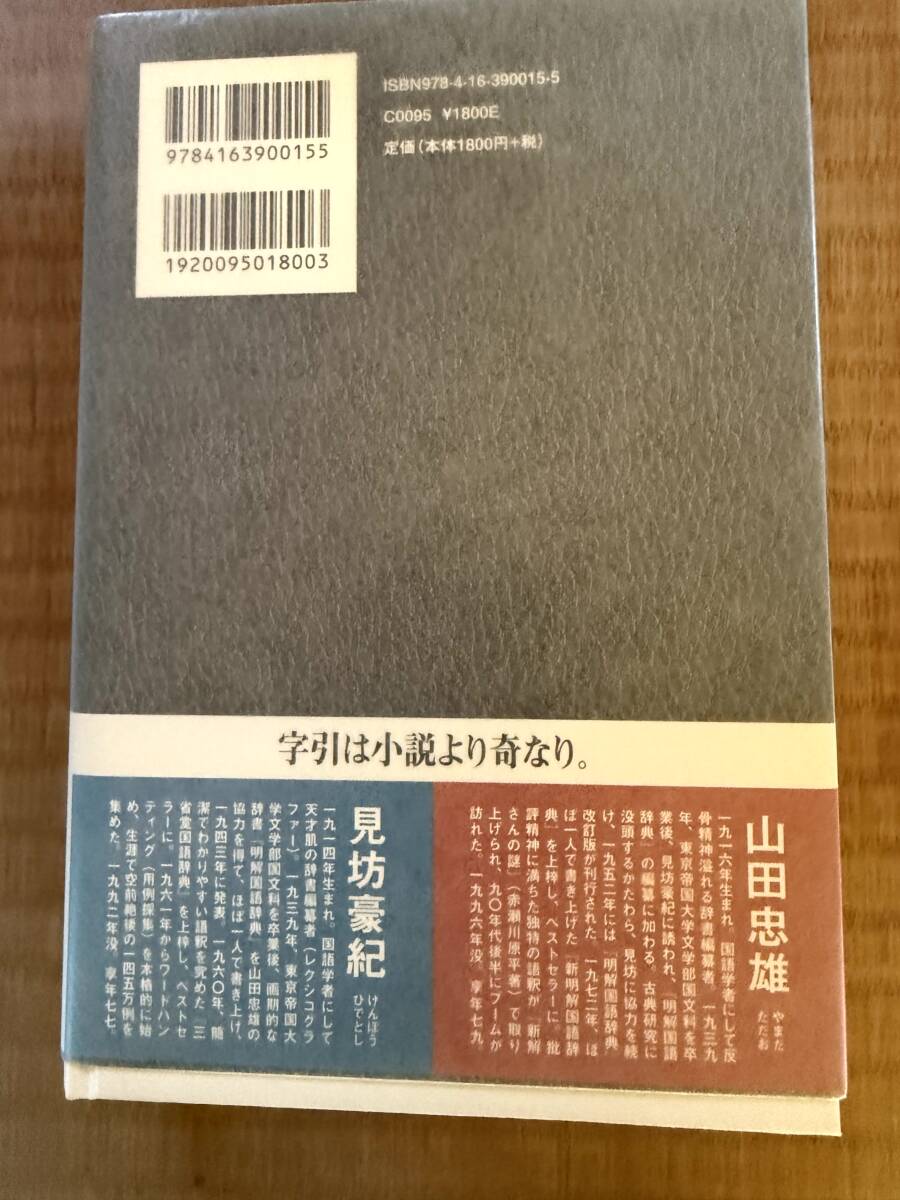 ISBN978-4-16-390015-5
C0095 ¥1800E
定価(本体1800円+税)
9784163900155
1920095018003
字引は小説より奇なり。
山田忠雄
やまだ
ただお
一九一六年生まれ。国語学者にして反
骨精神溢れる辞書編纂者。一九三九
年、東京帝国大学文学部国文科を卒
業後、見坊豪紀に誘われ、『明解国語
辞典』の編纂に加わる。古典研究に
没頭するかたわら、見坊に協力を続
け、一九五二年には『明解国語辞典
改訂版が刊行された。一九七二年、ほ
ぼ一人で書き上げた『新明解国語辞
典』を上梓し、ベストセラーに。批
評精神に満ちた独特の語釈が『新解
さんの謎』(赤瀬川原平著)で取り
上げられ、九〇年代後半にブームが
訪れた。一九九六年没。享年七九
見坊豪紀
けんぼう
ひでとし
一九一四年生まれ。国語学者にして
天才肌の辞書編纂者(レクシコグラ
ファー)。一九三九年、東京帝国大
学文学部国文科を卒業後、画期的な
辞書『明解国語辞典』を山田忠雄の
協力を得て、ほぼ一人で書き上げ、
一九四三年に発表。一九六〇年、簡
潔でわかりやすい語釈を究めた『三
省堂国語辞典』を上梓し、ベストセ
ラーに。一九六一年からワードハン
ティング(用例採集)を本格的に始
め、生涯で空前絶後の一四五万例を
集めた。一九九二年没。享年七七